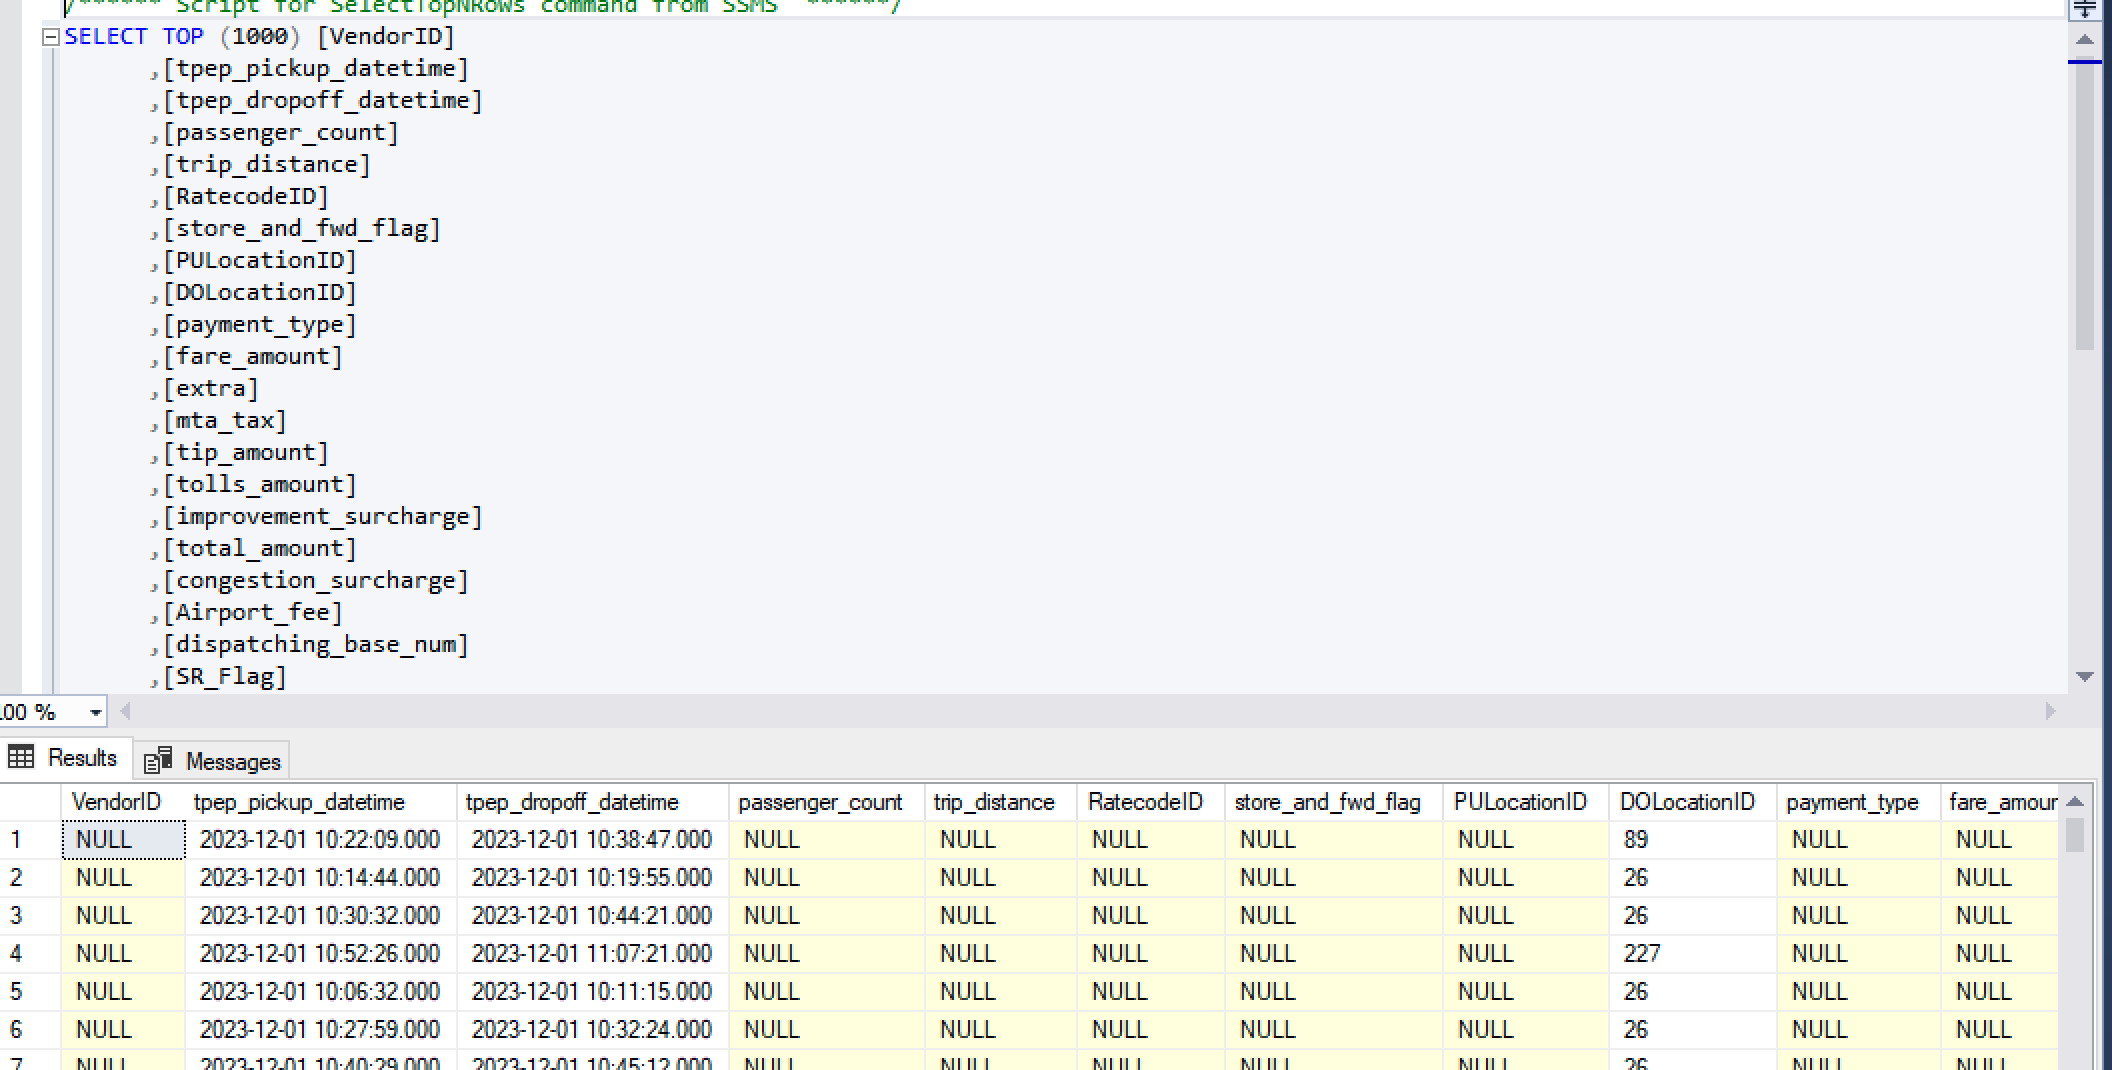 /****** Script for SelectTopNRows command from SSMS  ******/
SELECT TOP (1000) [VendorID]
,[tpep_pickup_datetime]
,[tpep_dropoff_datetime]
,[passenger_count]
,[trip_distance]
,[RatecodeID]
,[store_and_fwd_flag]
,[PULocationID]
,[DOLocationID]
,[payment_type]
,[fare_amount]
,[extra]
,[mta_tax]
,[tip_amount]
,[tolls_amount]
,[improvement_surcharge]
,[total_amount]
,[congestion_surcharge]
,[Airport_fee]
,[dispatching_base_num]
,[SR_Flag]
00 %
Results Messages
VendorID tpep_pickup_datetime tpep_dropoff_datetime passenger_count trip_distance RatecodeID store_and_fwd_flag PULocationID DOLocationID payment_type fare_amour
1 NULL 2023-12-01 10:22:09.000 2023-12-01 10:38:47.000 NULL NULL NULL NULL NULL 89 NULL NULL
2 NULL 2023-12-01 10:14:44.000 2023-12-01 10:19:55.000 NULL NULL NULL NULL NULL 26 NULL NULL
3 NULL 2023-12-01 10:30:32.000 2023-12-01 10:44:21.000 NULL NULL NULL NULL NULL 26 NULL NULL
4 NULL 2023-12-01 10:52:26.000 2023-12-01 11:07:21.000 NULL NULL NULL NULL NULL 227 NULL NULL
5 NULL 2023-12-01 10:06:32.000 2023-12-01 10:11:15.000 NULL NULL NULL NULL NULL 26 NULL NULL
6 NULL 2023-12-01 10:27:59.000 2023-12-01 10:32:24.000 NULL NULL NULL NULL NULL 26 NULL NULL
7 NULL 2023-12-01 10:40:29.000 2023-12-01 10:45:12.000 NULL NULL NULL NULL NULL 26 NULL NULL